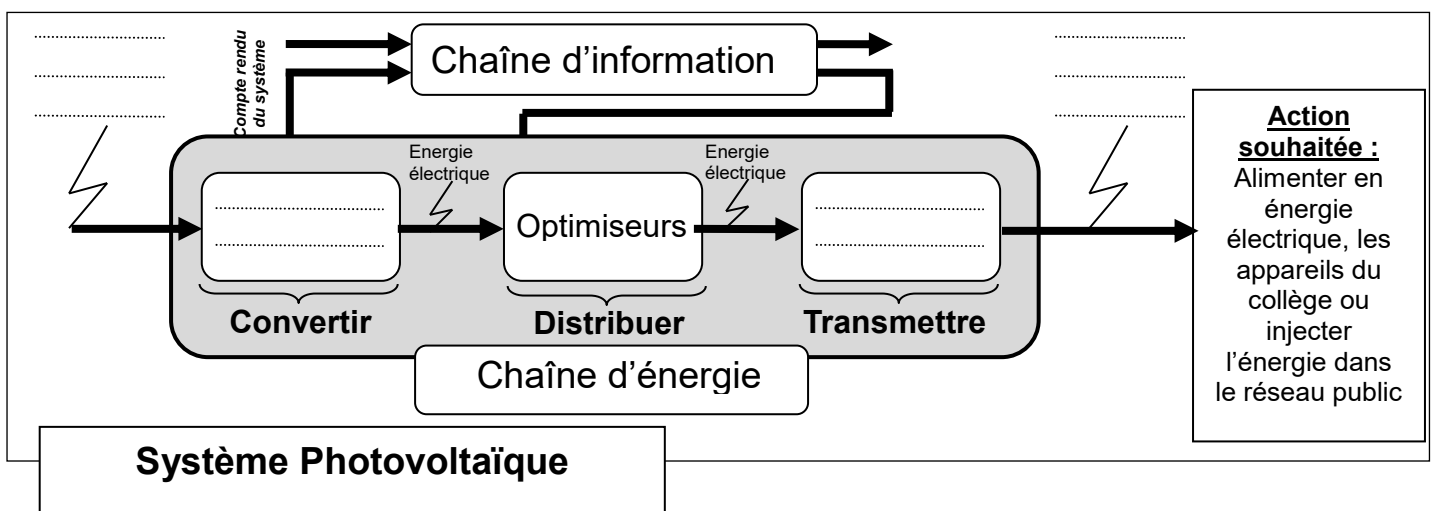 Compte rendu
du système
Chaîne d’information
Action
souhaitée :
Alimenter en
énergie
électrique, les
appareils du
collège ou
injecter
l’énergie dans
le réseau public
Energie
électrique
Energie
électrique
Optimiseurs
Convertir
Distribuer
Transmettre
Chaîne d’énergie
Système Photovoltaïque